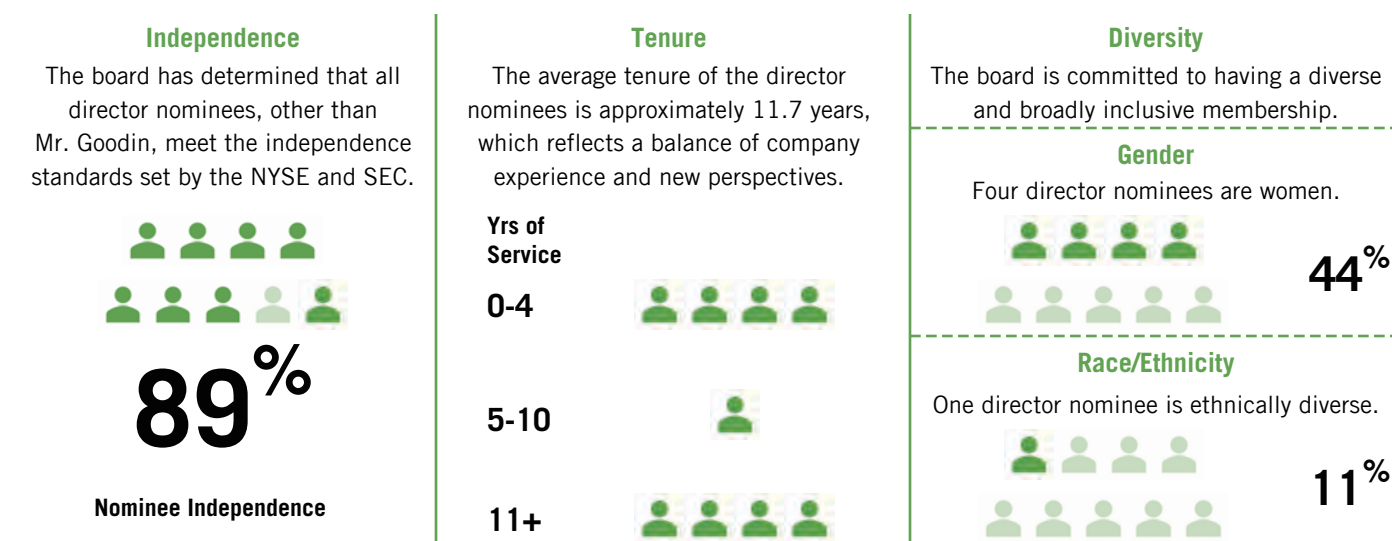 Independence
The board has determined that all
director nominees, other than
Mr. Goodin, meet the independence
standards set by the NYSE and SEC.
89%
Nominee Independence
Tenure
The average tenure of the director
nominees is approximately 11.7 years,
which reflects a balance of company
experience and new perspectives.
Yrs of
Service
0-4
5-10
11+
Diversity
The board is committed to having a diverse
and broadly inclusive membership.
Gender
Four director nominees are women.
44%
Race/Ethnicity
One director nominee is ethnically diverse.
11%